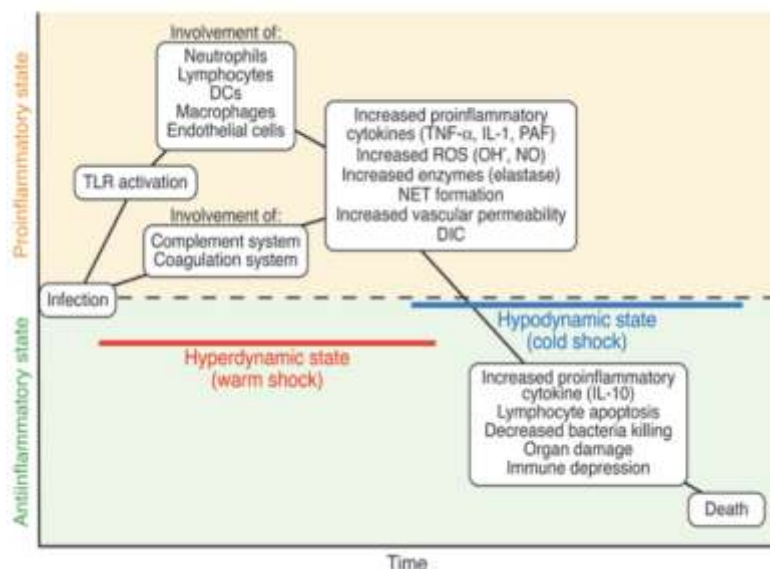 Proinflammatory state
Antiinflammatory state
Involvement of:
Neutrophils
Lymphocytes
DCs
Macrophages
Endothelial cells
TLR activation
Involvement of:
Complement system
Coagulation system
Infection
Increased proinflammatory
cytokines (TNF-α, IL-1, PAF)
Increased ROS (OH', NO)
Increased enzymes (elastase)
NET formation
Increased vascular permeability
DIC
Hyperdynamic state
(warm shock)
Hypodynamic state
(cold shock)
Increased proinflammatory
cytokine (IL-10)
Lymphocyte apoptosis
Decreased bacteria killing
Organ damage
Immune depression
Death
Time